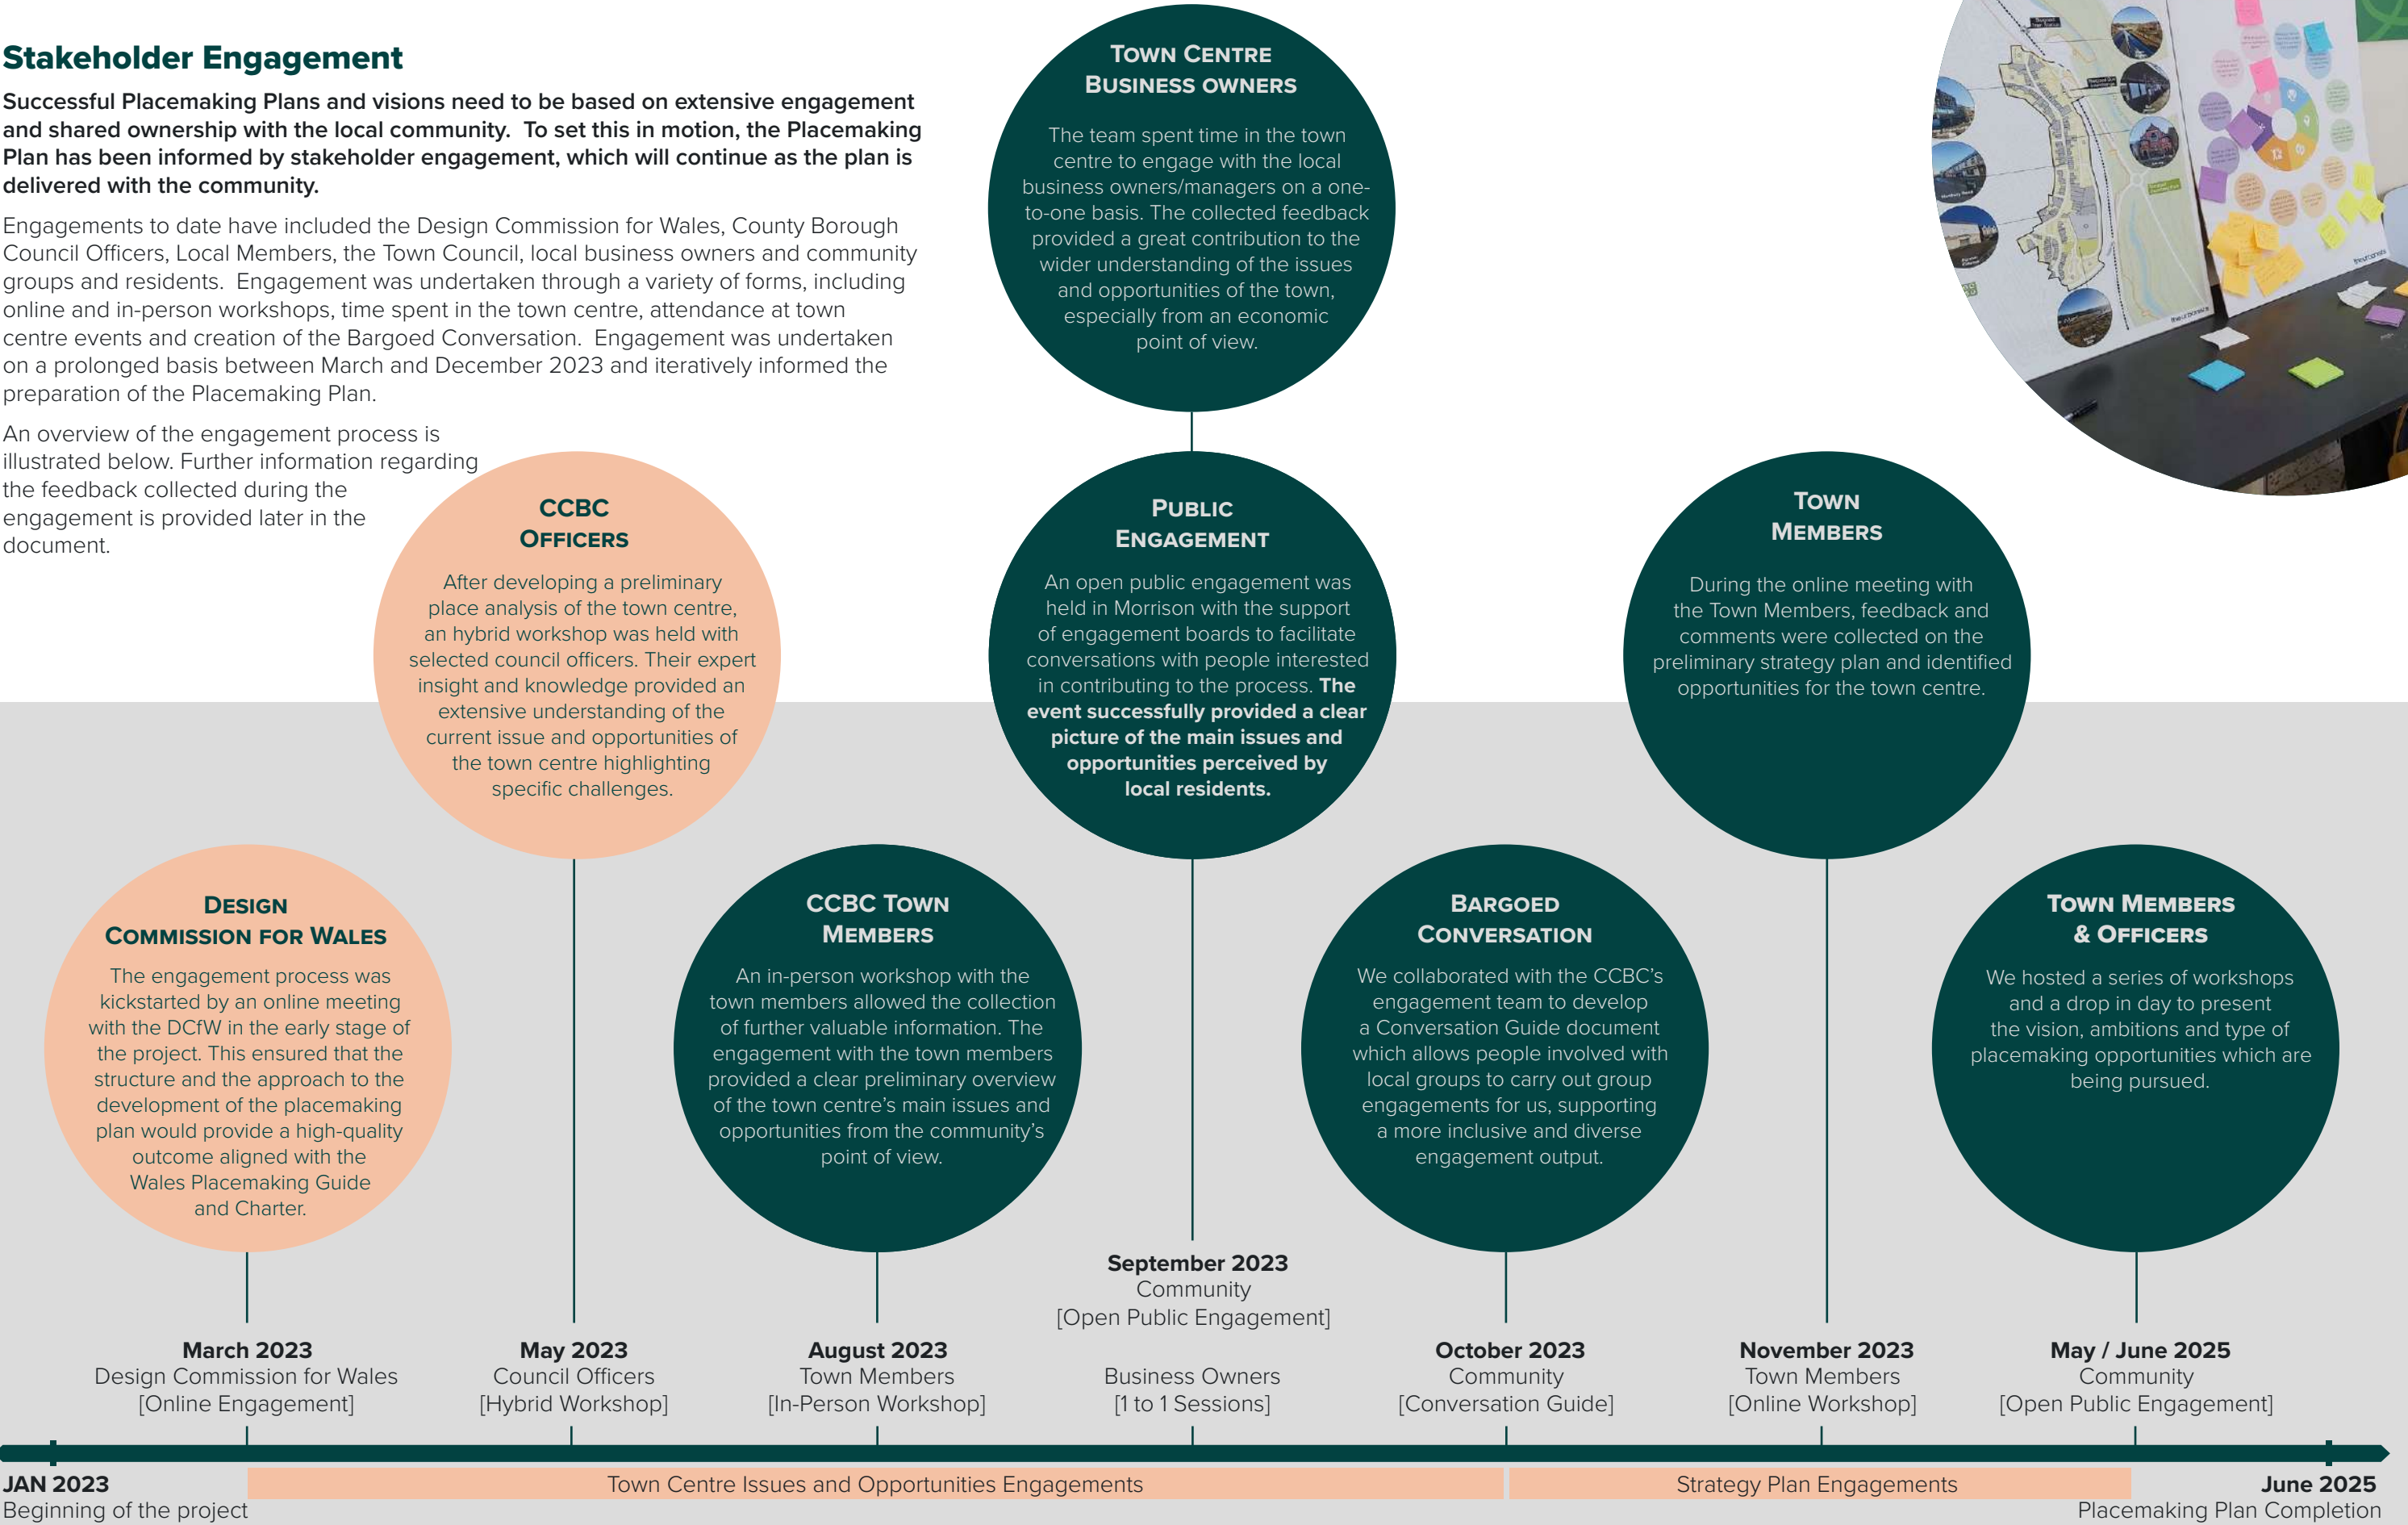 Stakeholder Engagement
Successful Placemaking Plans and visions need to be based on extensive engagement
and shared ownership with the local community.  To set this in motion, the Placemaking
Plan has been informed by stakeholder engagement, which will continue as the plan is
delivered with the community.
Engagements to date have included the Design Commission for Wales, County Borough
Council Officers, Local Members, the Town Council, local business owners and community
groups and residents.  Engagement was undertaken through a variety of forms, including
online and in-person workshops, time spent in the town centre, attendance at town
centre events and creation of the Bargoed Conversation.  Engagement was undertaken
on a prolonged basis between March and December 2023 and iteratively informed the
preparation of the Placemaking Plan.
An overview of the engagement process is
illustrated below. Further information regarding
the feedback collected during the
engagement is provided later in the
document.
Town Centre
Business owners
The team spent time in the town
centre to engage with the local
business owners/managers on a one-
to-one basis. The collected feedback
provided a great contribution to the
wider understanding of the issues
and opportunities of the town,
especially from an economic
point of view.
CCBC
Officers
After developing a preliminary
place analysis of the town centre,
an hybrid workshop was held with
selected council officers. Their expert
insight and knowledge provided an
extensive understanding of the
current issue and opportunities of
the town centre highlighting
specific challenges.
Public
Engagement
An open public engagement was
held in Morrison with the support
of engagement boards to facilitate
conversations with people interested
in contributing to the process. The
event successfully provided a clear
picture of the main issues and
opportunities perceived by
local residents.
Town
Members
During the online meeting with
the Town Members, feedback and
comments were collected on the
preliminary strategy plan and identified
opportunities for the town centre.
Design
Commission for Wales
The engagement process was
kickstarted by an online meeting
with the DCfW in the early stage of
the project. This ensured that the
structure and the approach to the
development of the placemaking
plan would provide a high-quality
outcome aligned with the
Wales Placemaking Guide
and Charter.
CCBC Town
Members
An in-person workshop with the
town members allowed the collection
of further valuable information. The
engagement with the town members
provided a clear preliminary overview
of the town centre's main issues and
opportunities from the community's
point of view.
Bargoed
Conversation
We collaborated with the CCBC's
engagement team to develop
a Conversation Guide document
which allows people involved with
local groups to carry out group
engagements for us, supporting
a more inclusive and diverse
engagement output.
Town Members
& Officers
We hosted a series of workshops
and a drop in day to present
the vision, ambitions and type of
placemaking opportunities which are
being pursued.
March 2023
Design Commission for Wales
[Online Engagement]
May 2023
Council Officers
[Hybrid Workshop]
August 2023
Town Members
[In-Person Workshop]
September 2023
Community
[Open Public Engagement]
Business Owners
[1 to 1 Sessions]
October 2023
Community
[Conversation Guide]
November 2023
Town Members
[Online Workshop]
May / June 2025
Community
[Open Public Engagement]
JAN 2023
Beginning of the project
Town Centre Issues and Opportunities Engagements
Strategy Plan Engagements
June 2025
Placemaking Plan Completion